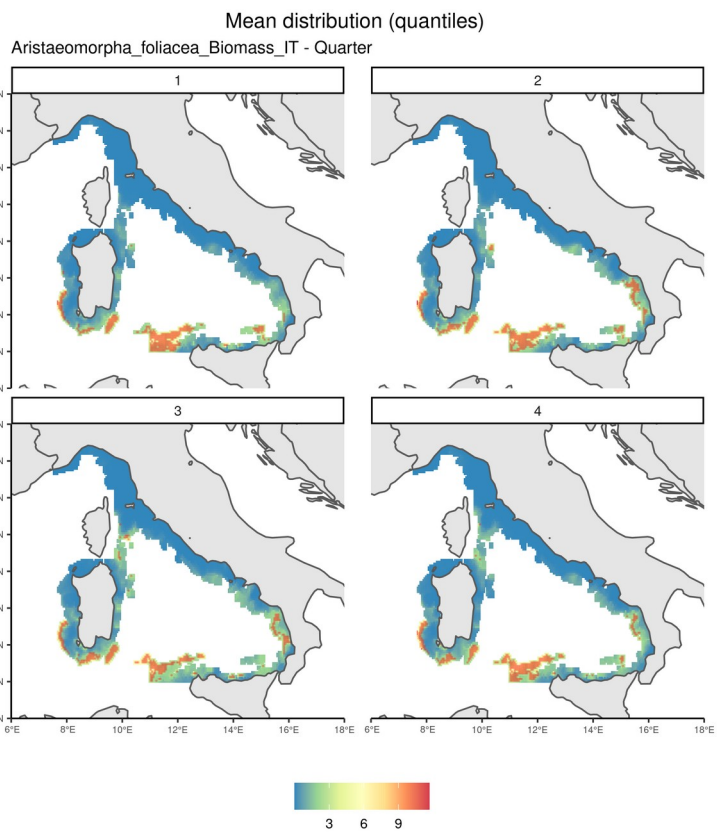 Mean distribution (quantiles)
Aristaeomorpha_foliacea_Biomass_IT - Quarter
1
2
3
4
6°E 8°E 10°E 12°E 14°E 16°E 18°E 6°E 8°E 10°E 12°E 14°E 16°E 18°E
3 6 9